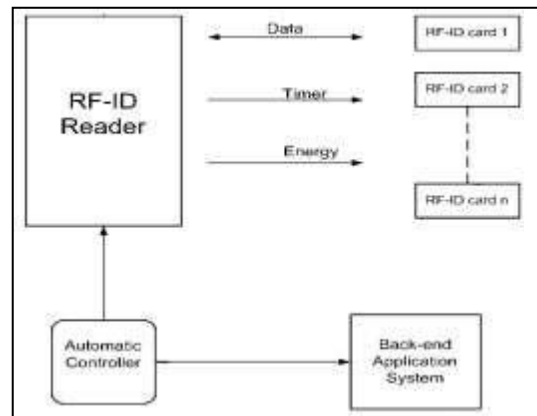 RF-ID
Reader
Data
Timer
Energy
RF-ID card 1
RF-ID card 2
RF-ID card n
Automatic
Controller
Back-end
Application
System